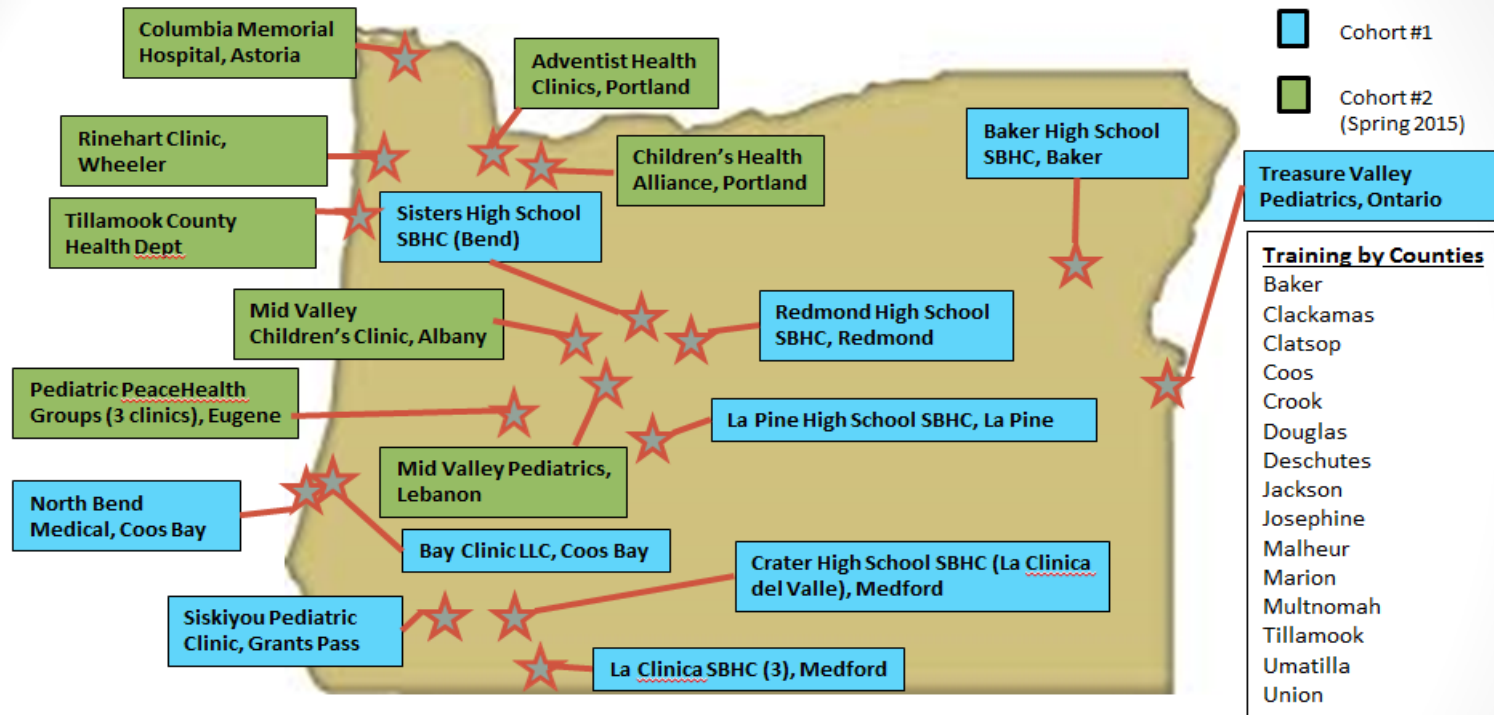 Columbia Memorial
Hospital, Astoria
Adventist Health
Clinics, Portland
Cohort #1
Cohort #2
(Spring 2015)
Rinehart Clinic,
Wheeler
Children's Health
Alliance, Portland
Baker High School
SBHC, Baker
Treasure Valley
Pediatrics, Ontario
Tillamook County
Health Dept
Sisters High School
SBHC (Bend)
Mid Valley
Children's Clinic, Albany
Redmond High School
SBHC, Redmond
Pediatric PeaceHealth
Groups (3 clinics), Eugene
La Pine High School SBHC, La Pine
Mid Valley Pediatrics,
Lebanon
North Bend
Medical, Coos Bay
Bay Clinic LLC, Coos Bay
Crater High School SBHC (La Clinica
del Valle), Medford
Siskiyou Pediatric
Clinic, Grants Pass
La Clinica SBHC (3), Medford
Training by Counties
Baker
Clackamas
Clatsop
Coos
Crook
Douglas
Deschutes
Jackson
Josephine
Malheur
Marion
Multnomah
Tillamook
Umatilla
Union